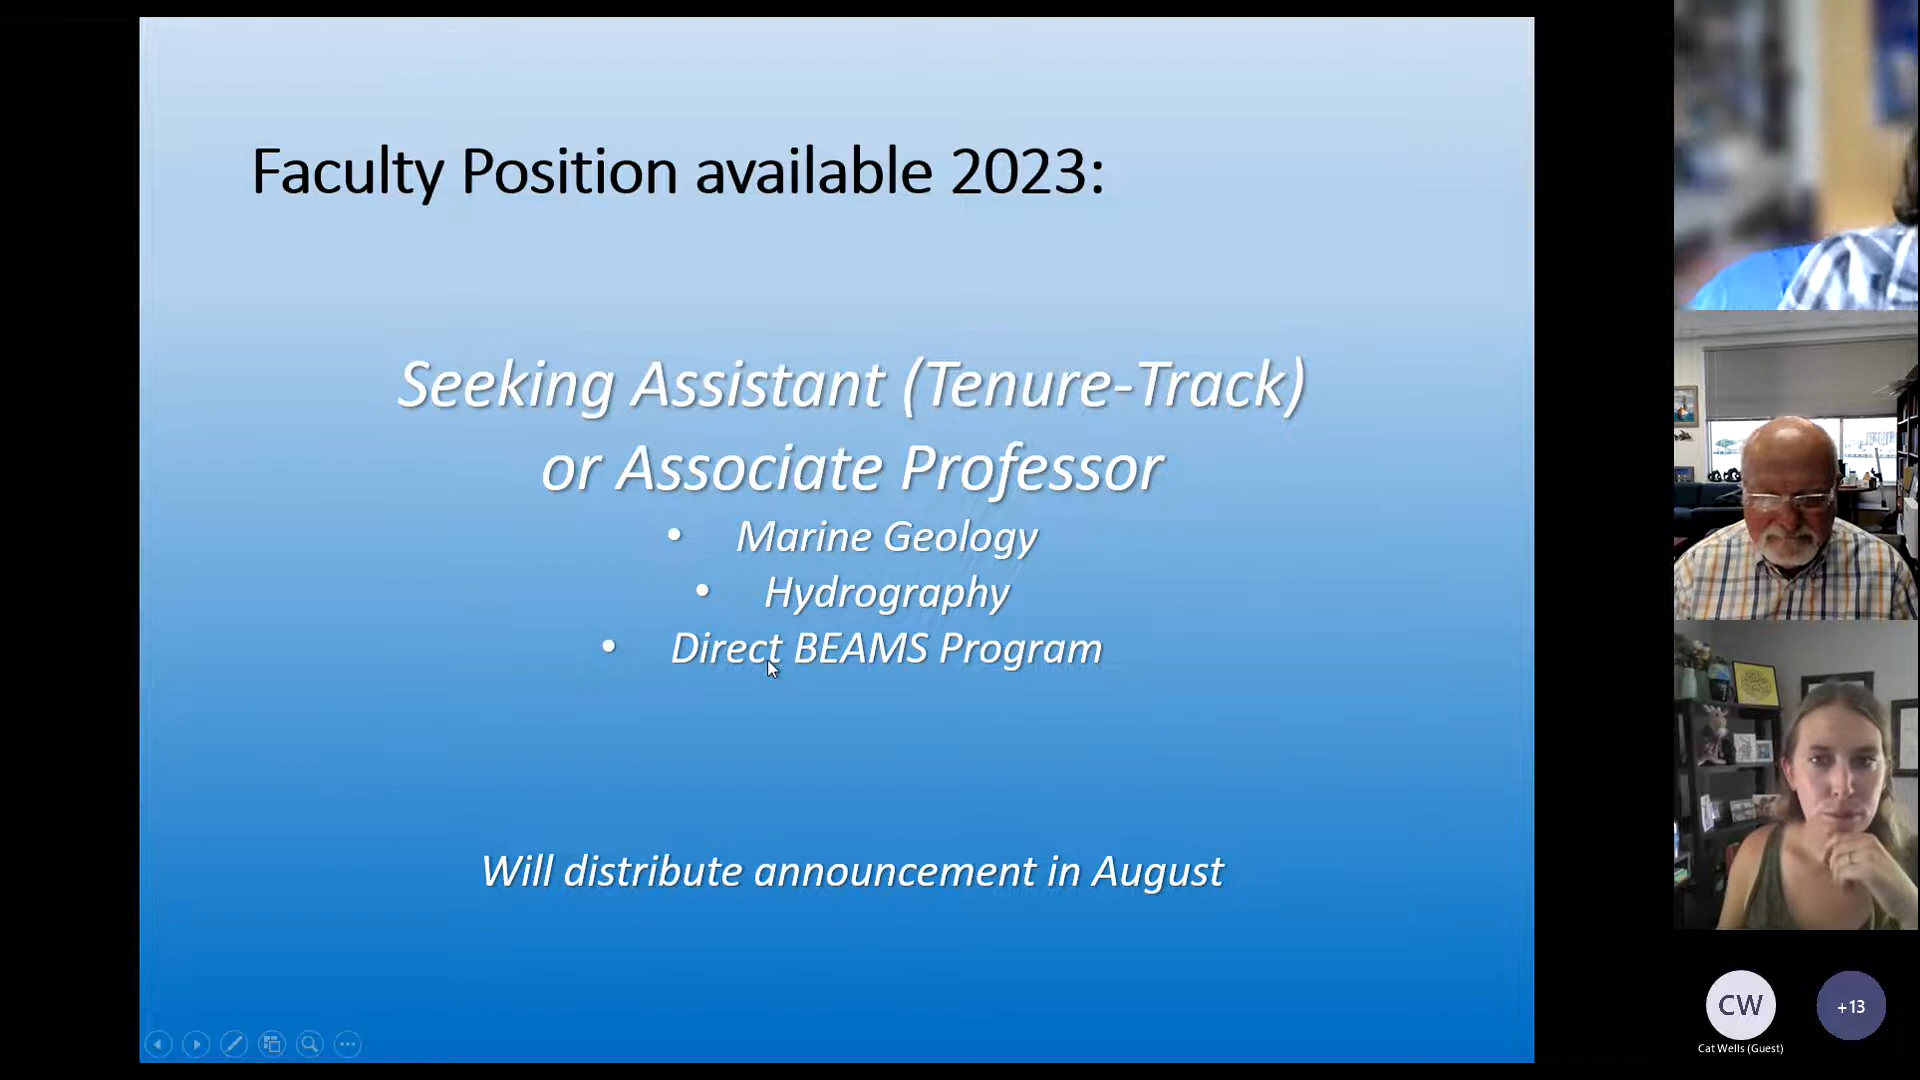 Faculty Position available 2023:
Seeking Assistant (Tenure-Track)
or Associate Professor
• Marine Geology
• Hydrography
• Direct BEAMS Program
Will distribute announcement in August
CW
+13
Cat Wells (Guest)